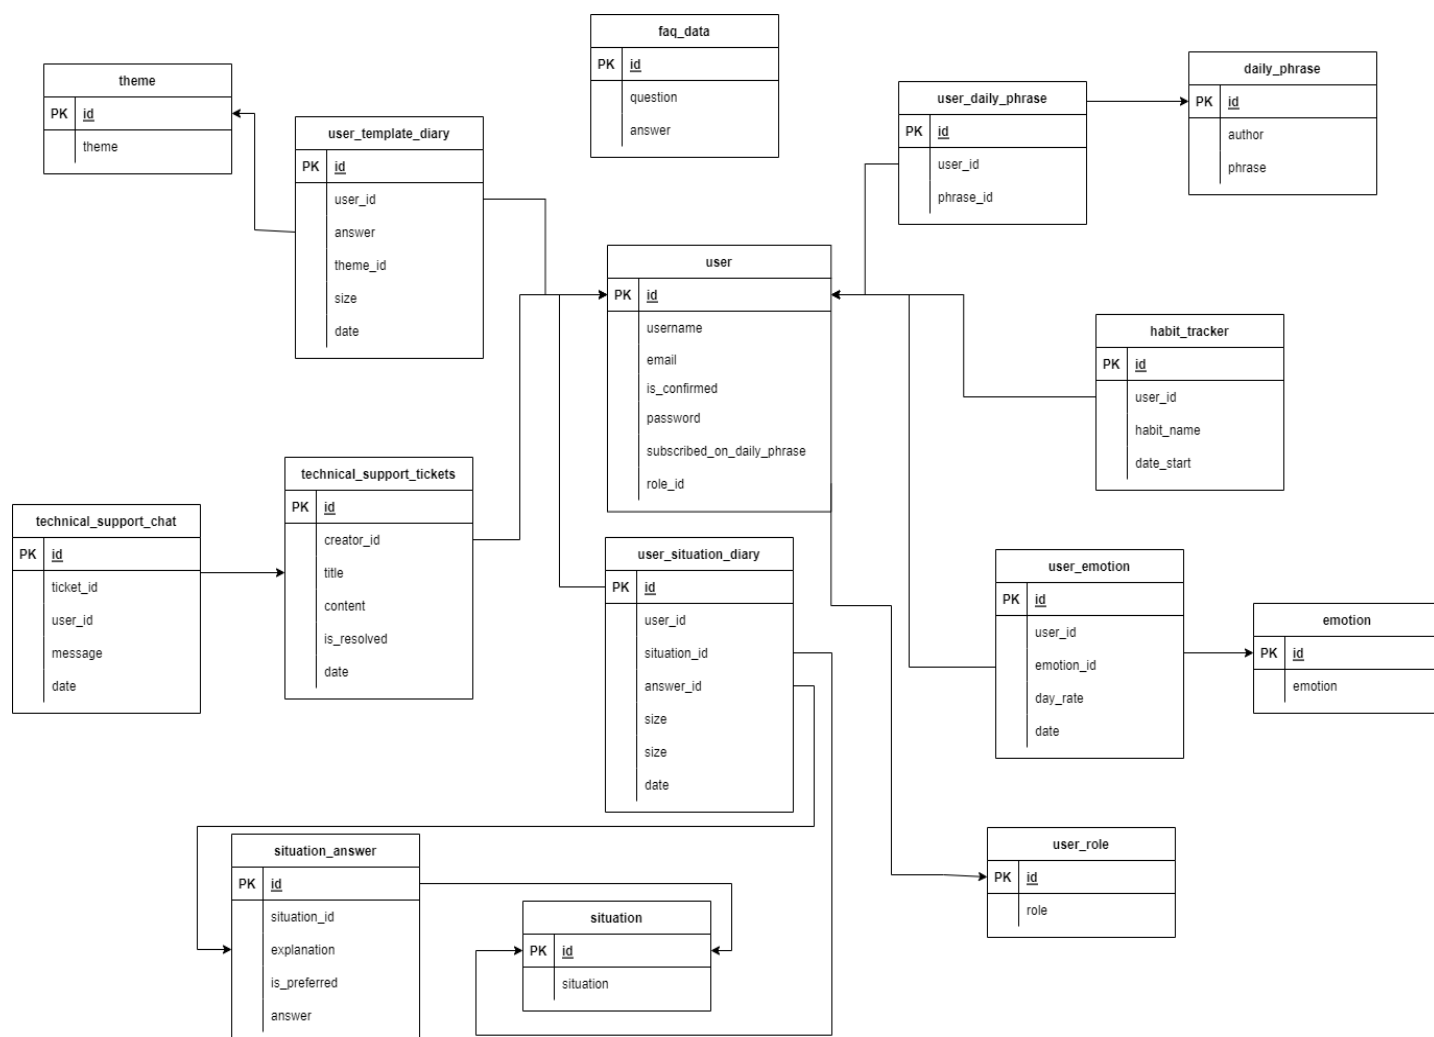 faq_data
PK id
question
answer
theme
PK id
theme
user_template_diary
PK id
user_id
answer
theme_id
size
date
user_daily_phrase
PK id
user_id
phrase_id
daily_phrase
PK id
author
phrase
user
PK id
username
email
is_confirmed
password
subscribed_on_daily_phrase
role_id
habit_tracker
PK id
user_id
habit_name
date_start
technical_support_tickets
PK id
creator_id
title
content
is_resolved
date
technical_support_chat
PK id
ticket_id
user_id
message
date
user_situation_diary
PK id
user_id
situation_id
answer_id
size
size
date
user_emotion
PK id
user_id
emotion_id
day_rate
date
emotion
PK id
emotion
situation_answer
PK id
situation_id
explanation
is_preferred
answer
situation
PK id
situation
user_role
PK id
role